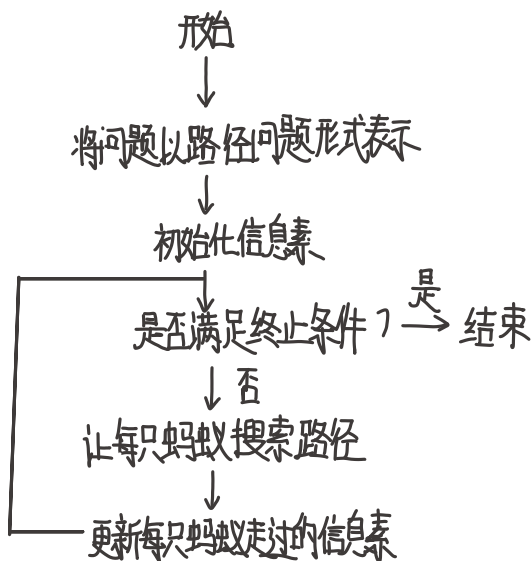 开始
将问题以路径问题形式表示
初始化信息素
是否满足终止条件？
是
结束
否
让每只蚂蚁搜索路径
更新每只蚂蚁走过的信息素